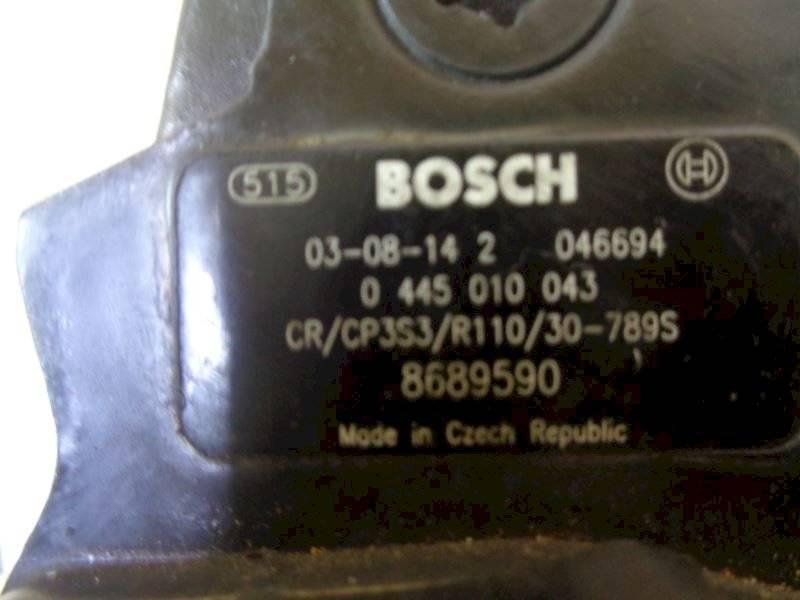 515 BOSCH
03-08-14 2 046694
0 445 010 043
CR/CP3S3/R110/30-789S
8689590
Made in Czech Republic